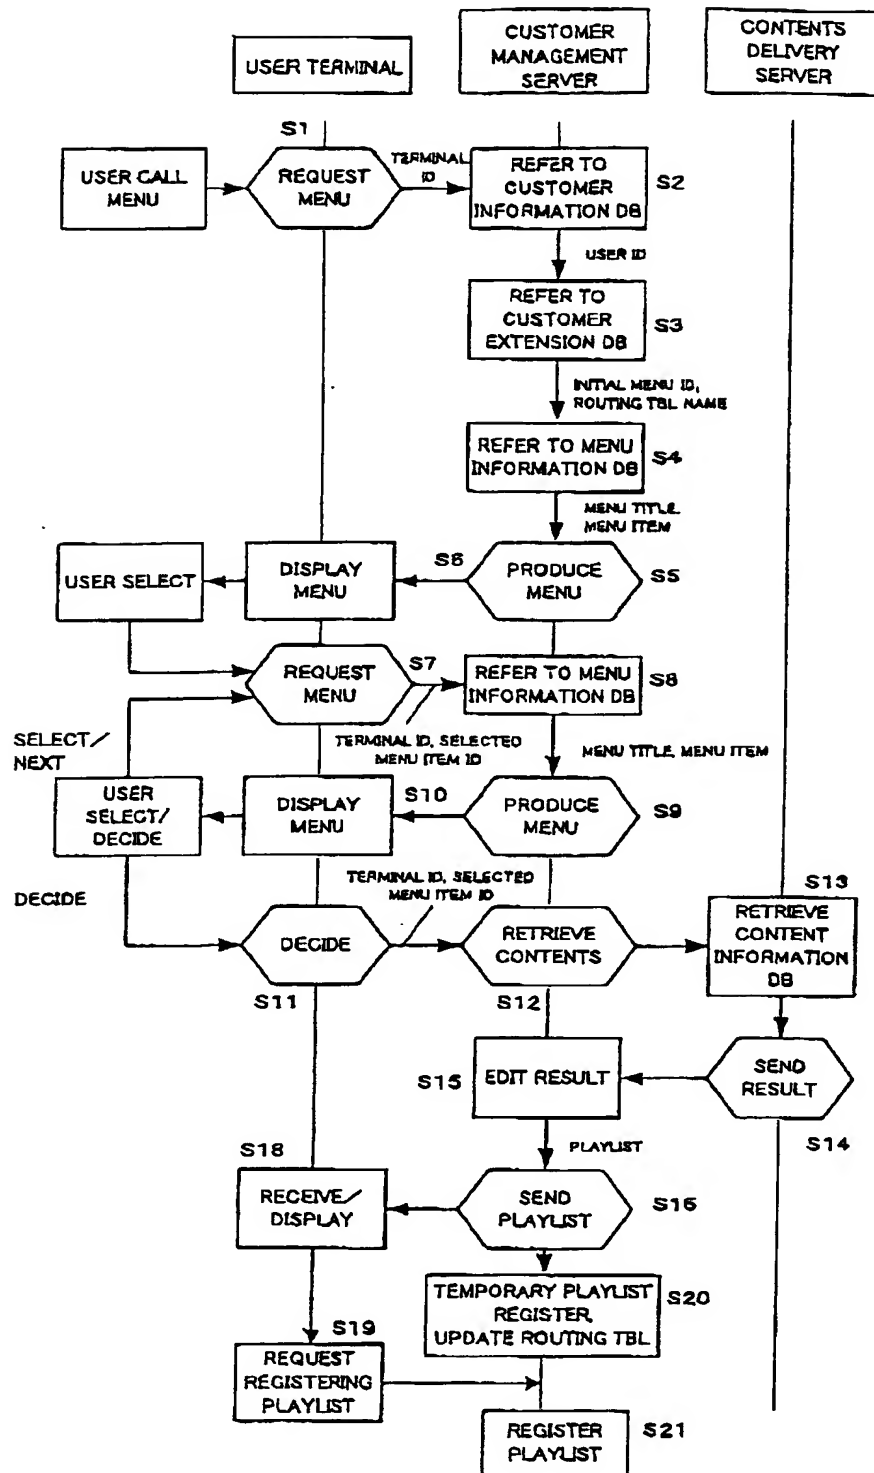 USER TERMINAL
CUSTOMER
MANAGEMENT
SERVER
CONTENTS
DELIVERY
SERVER
S1
USER CALL
MENU
REQUEST
MENU
TERMINAL
ID
REFER TO
CUSTOMER
INFORMATION DB
S2
USER ID
REFER TO
CUSTOMER
EXTENSION DB
S3
INITIAL MENU ID,
ROUTING TBL NAME
REFER TO MENU
INFORMATION DB
S4
MENU TITLE,
MENU ITEM
USER SELECT
DISPLAY
MENU
S6
PRODUCE
MENU
S5
REQUEST
MENU
S7
REFER TO MENU
INFORMATION DB
S8
SELECT/
NEXT
TERMINAL ID, SELECTED
MENU ITEM ID
MENU TITLE, MENU ITEM
USER
SELECT/
DECIDE
DISPLAY
MENU
S10
PRODUCE
MENU
S9
DECIDE
TERMINAL ID, SELECTED
MENU ITEM ID
S13
DECIDE
RETRIEVE
CONTENTS
RETRIEVE
CONTENT
INFORMATION
DB
S11
S12
S15
EDIT RESULT
SEND
RESULT
S14
PLAYLIST
S18
RECEIVE/
DISPLAY
SEND
PLAYLIST
S16
TEMPORARY PLAYLIST
REGISTER,
UPDATE ROUTING TBL
S20
S19
REQUEST
REGISTERING
PLAYLIST
REGISTER
PLAYLIST
S21